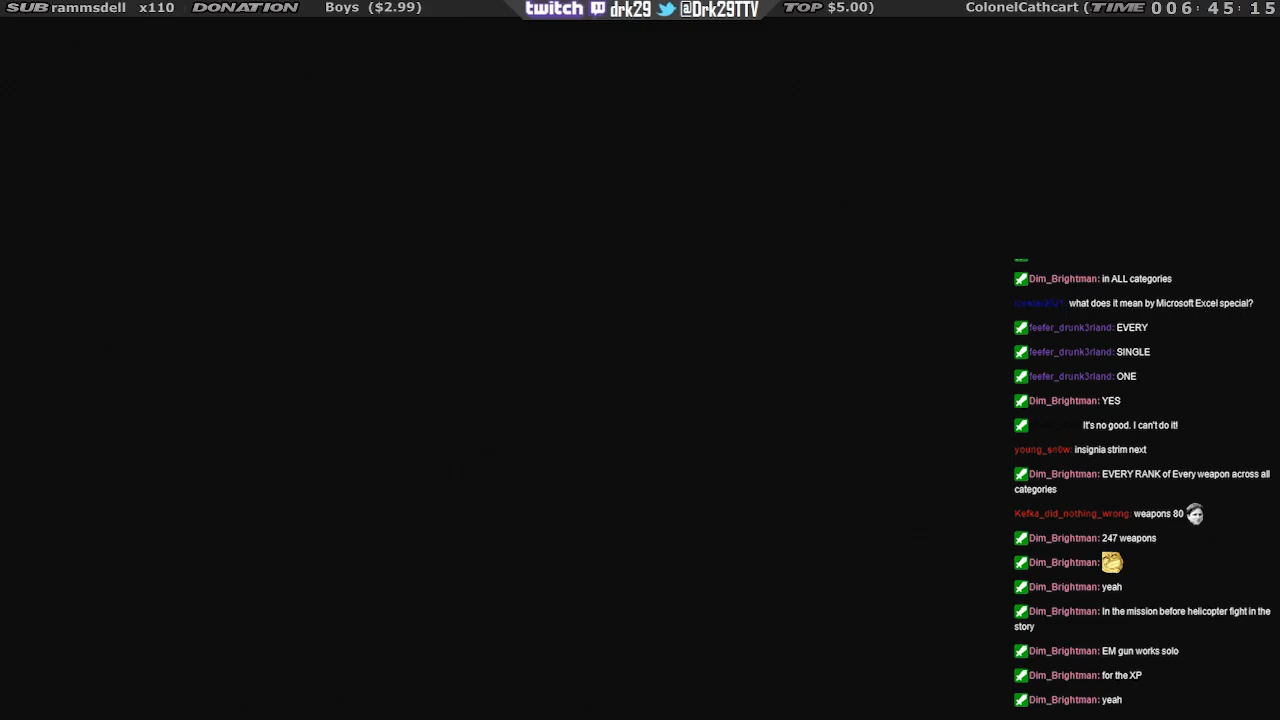 SUB rammsdell x110 DONATION Boys ($2.99) twitch drk29 @Drk29TTV TOP $5.00) ColonelCathcart ( TIME 006:45:15
Dim_Brightman: in ALL categories
what does it mean by Microsoft Excel special?
feefer_drunk3rland: EVERY
feefer_drunk3rland: SINGLE
feefer_drunk3rland: ONE
Dim_Brightman: YES
It's no good. I can't do it!
young_sn0w: insignia strim next
Dim_Brightman: EVERY RANK of Every weapon across all
categories
Kefka_did_nothing_wrong: weapons 80
Dim_Brightman: 247 weapons
Dim_Brightman:
Dim_Brightman: yeah
Dim_Brightman: In the mission before helicopter fight in the
story
Dim_Brightman: EM gun works solo
Dim_Brightman: for the XP
Dim_Brightman: yeah